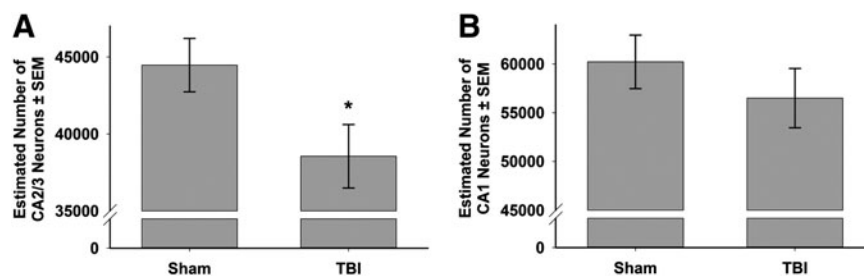 A
Estimated Number of
CA2/3 Neurons ± SEM
45000
40000
35000
0
*
Sham
TBI
B
Estimated Number of
CA1 Neurons ± SEM
60000
55000
50000
45000
0
Sham
TBI